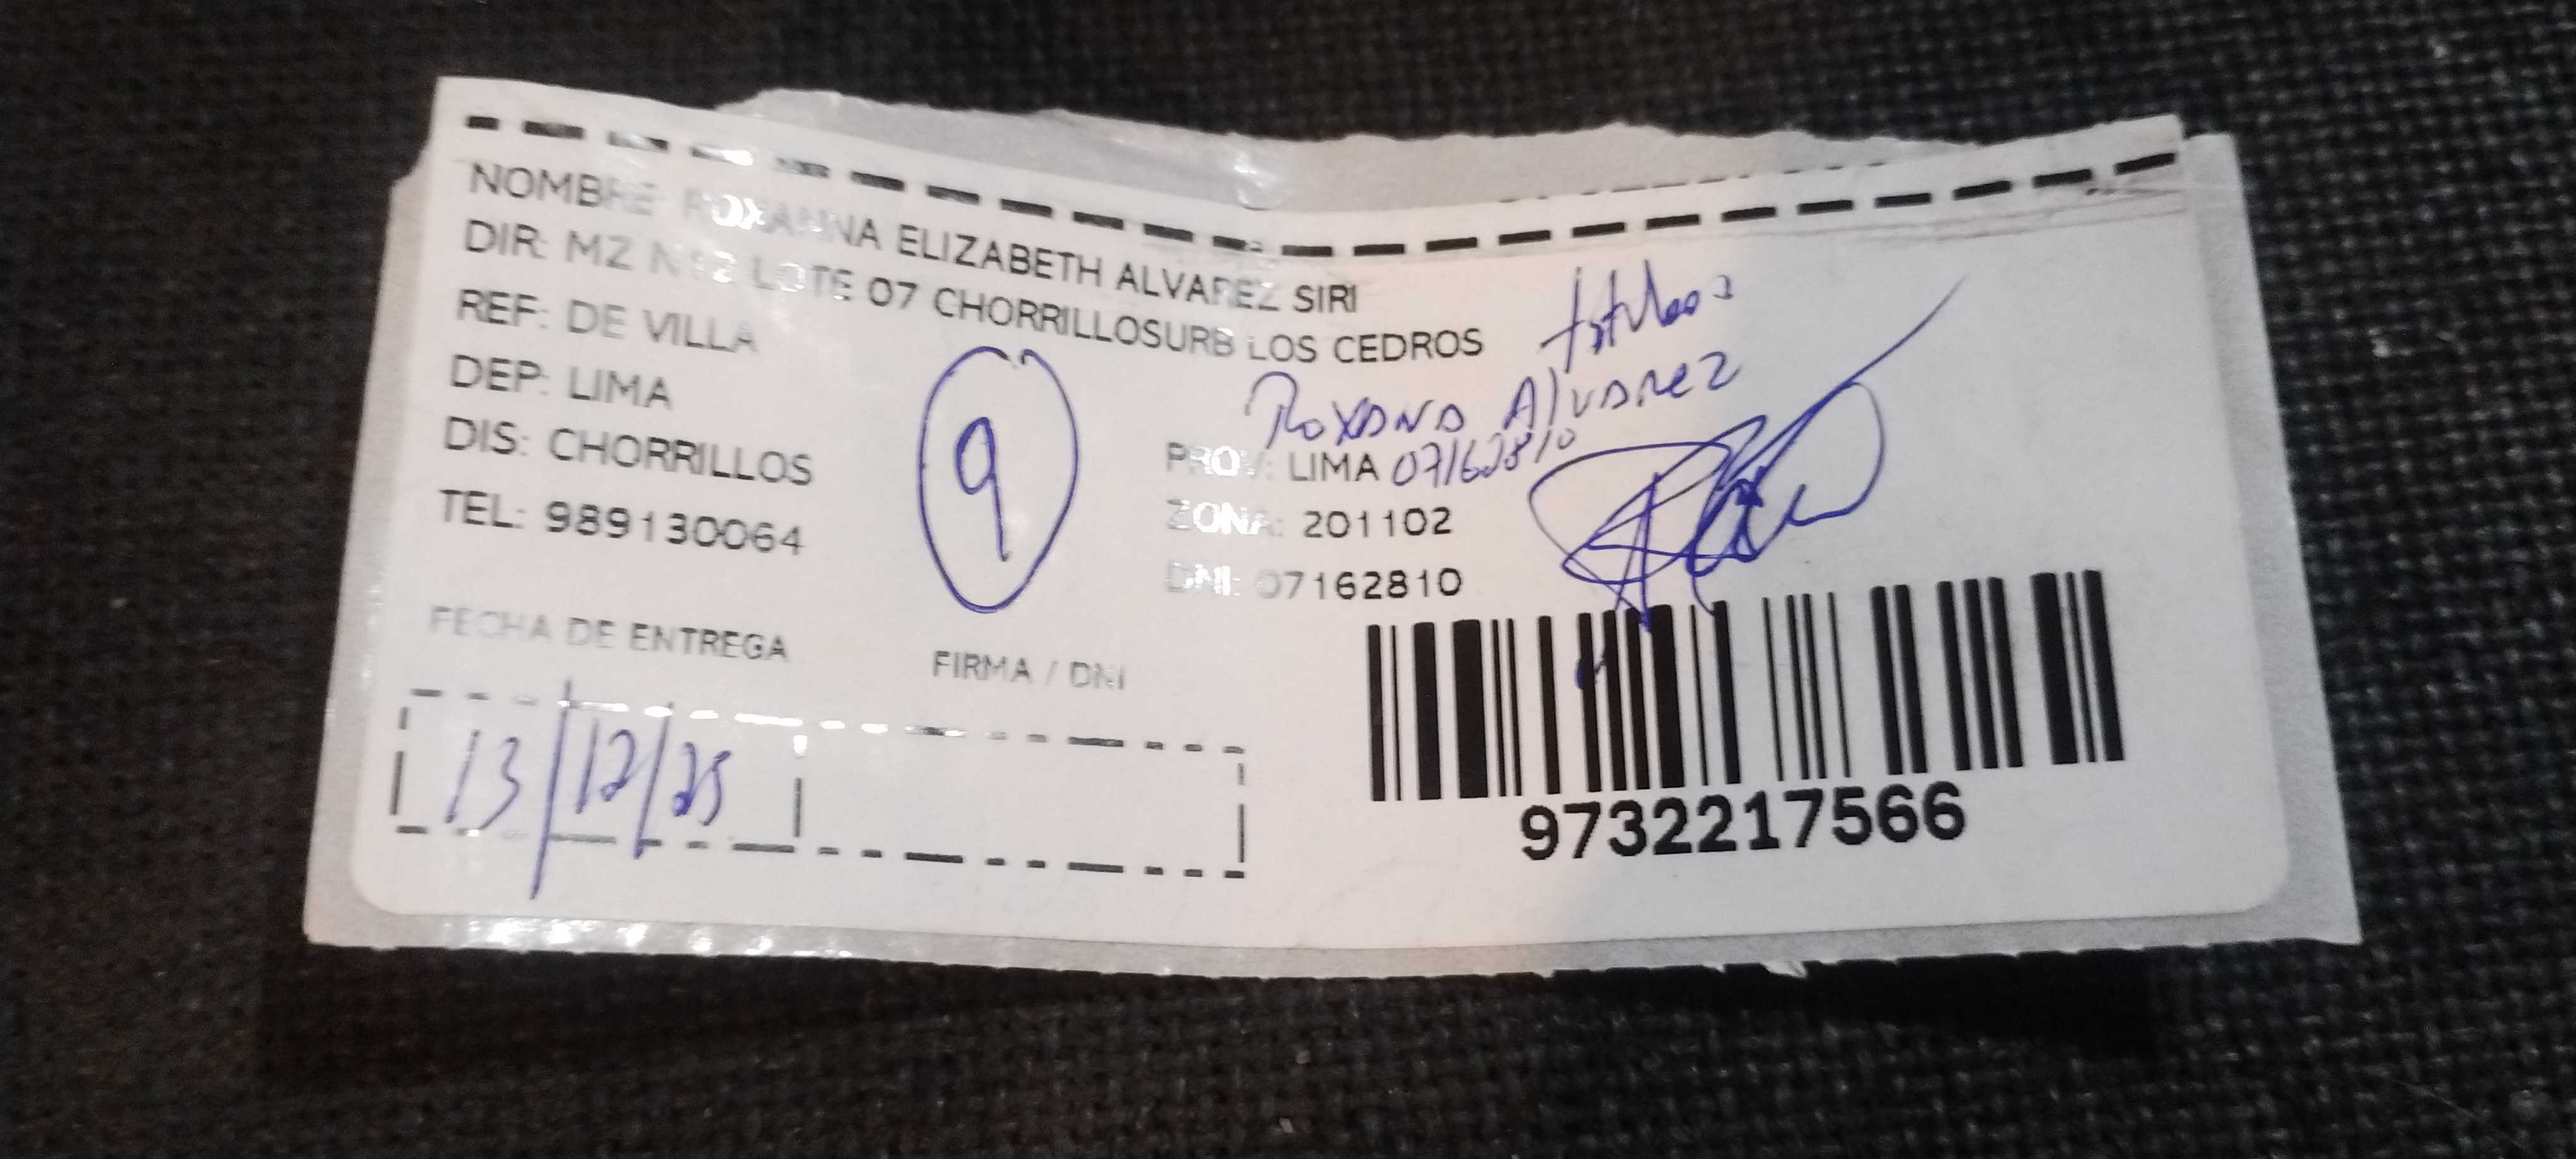 NOMBRE: ROXANNA ELIZABETH ALVAREZ SIRI
DIR: MZ N12 LOTE 07 CHORRILLOSURB LOS CEDROS
REF: DE VILLA
DEP: LIMA
DIS: CHORRILLOS
TEL: 989130064
9
titular
ROXANA AlVAREZ
PROV: LIMA 07162810
ZONA: 201102
DNI: 07162810
FECHA DE ENTREGA
FIRMA / DNI
13/12/25
9732217566